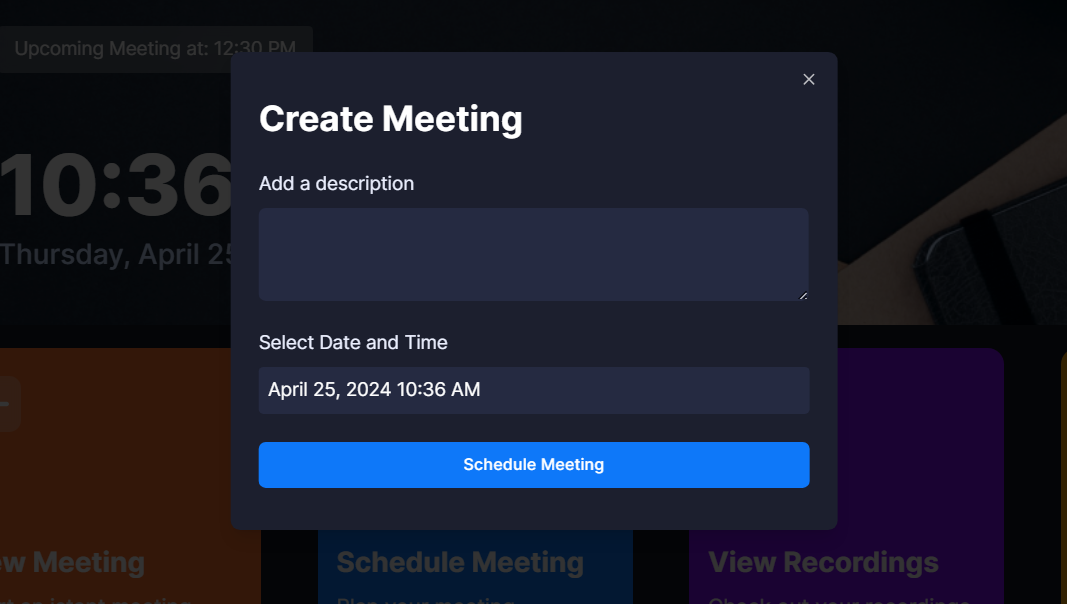 Upcoming Meeting at: 12:30 PM
Create Meeting
10:36
Thursday, April 25
Add a description
Select Date and Time
April 25, 2024 10:36 AM
Schedule Meeting
Meeting
Schedule Meeting
View Recordings
Plan your meeting
Check out your recordings